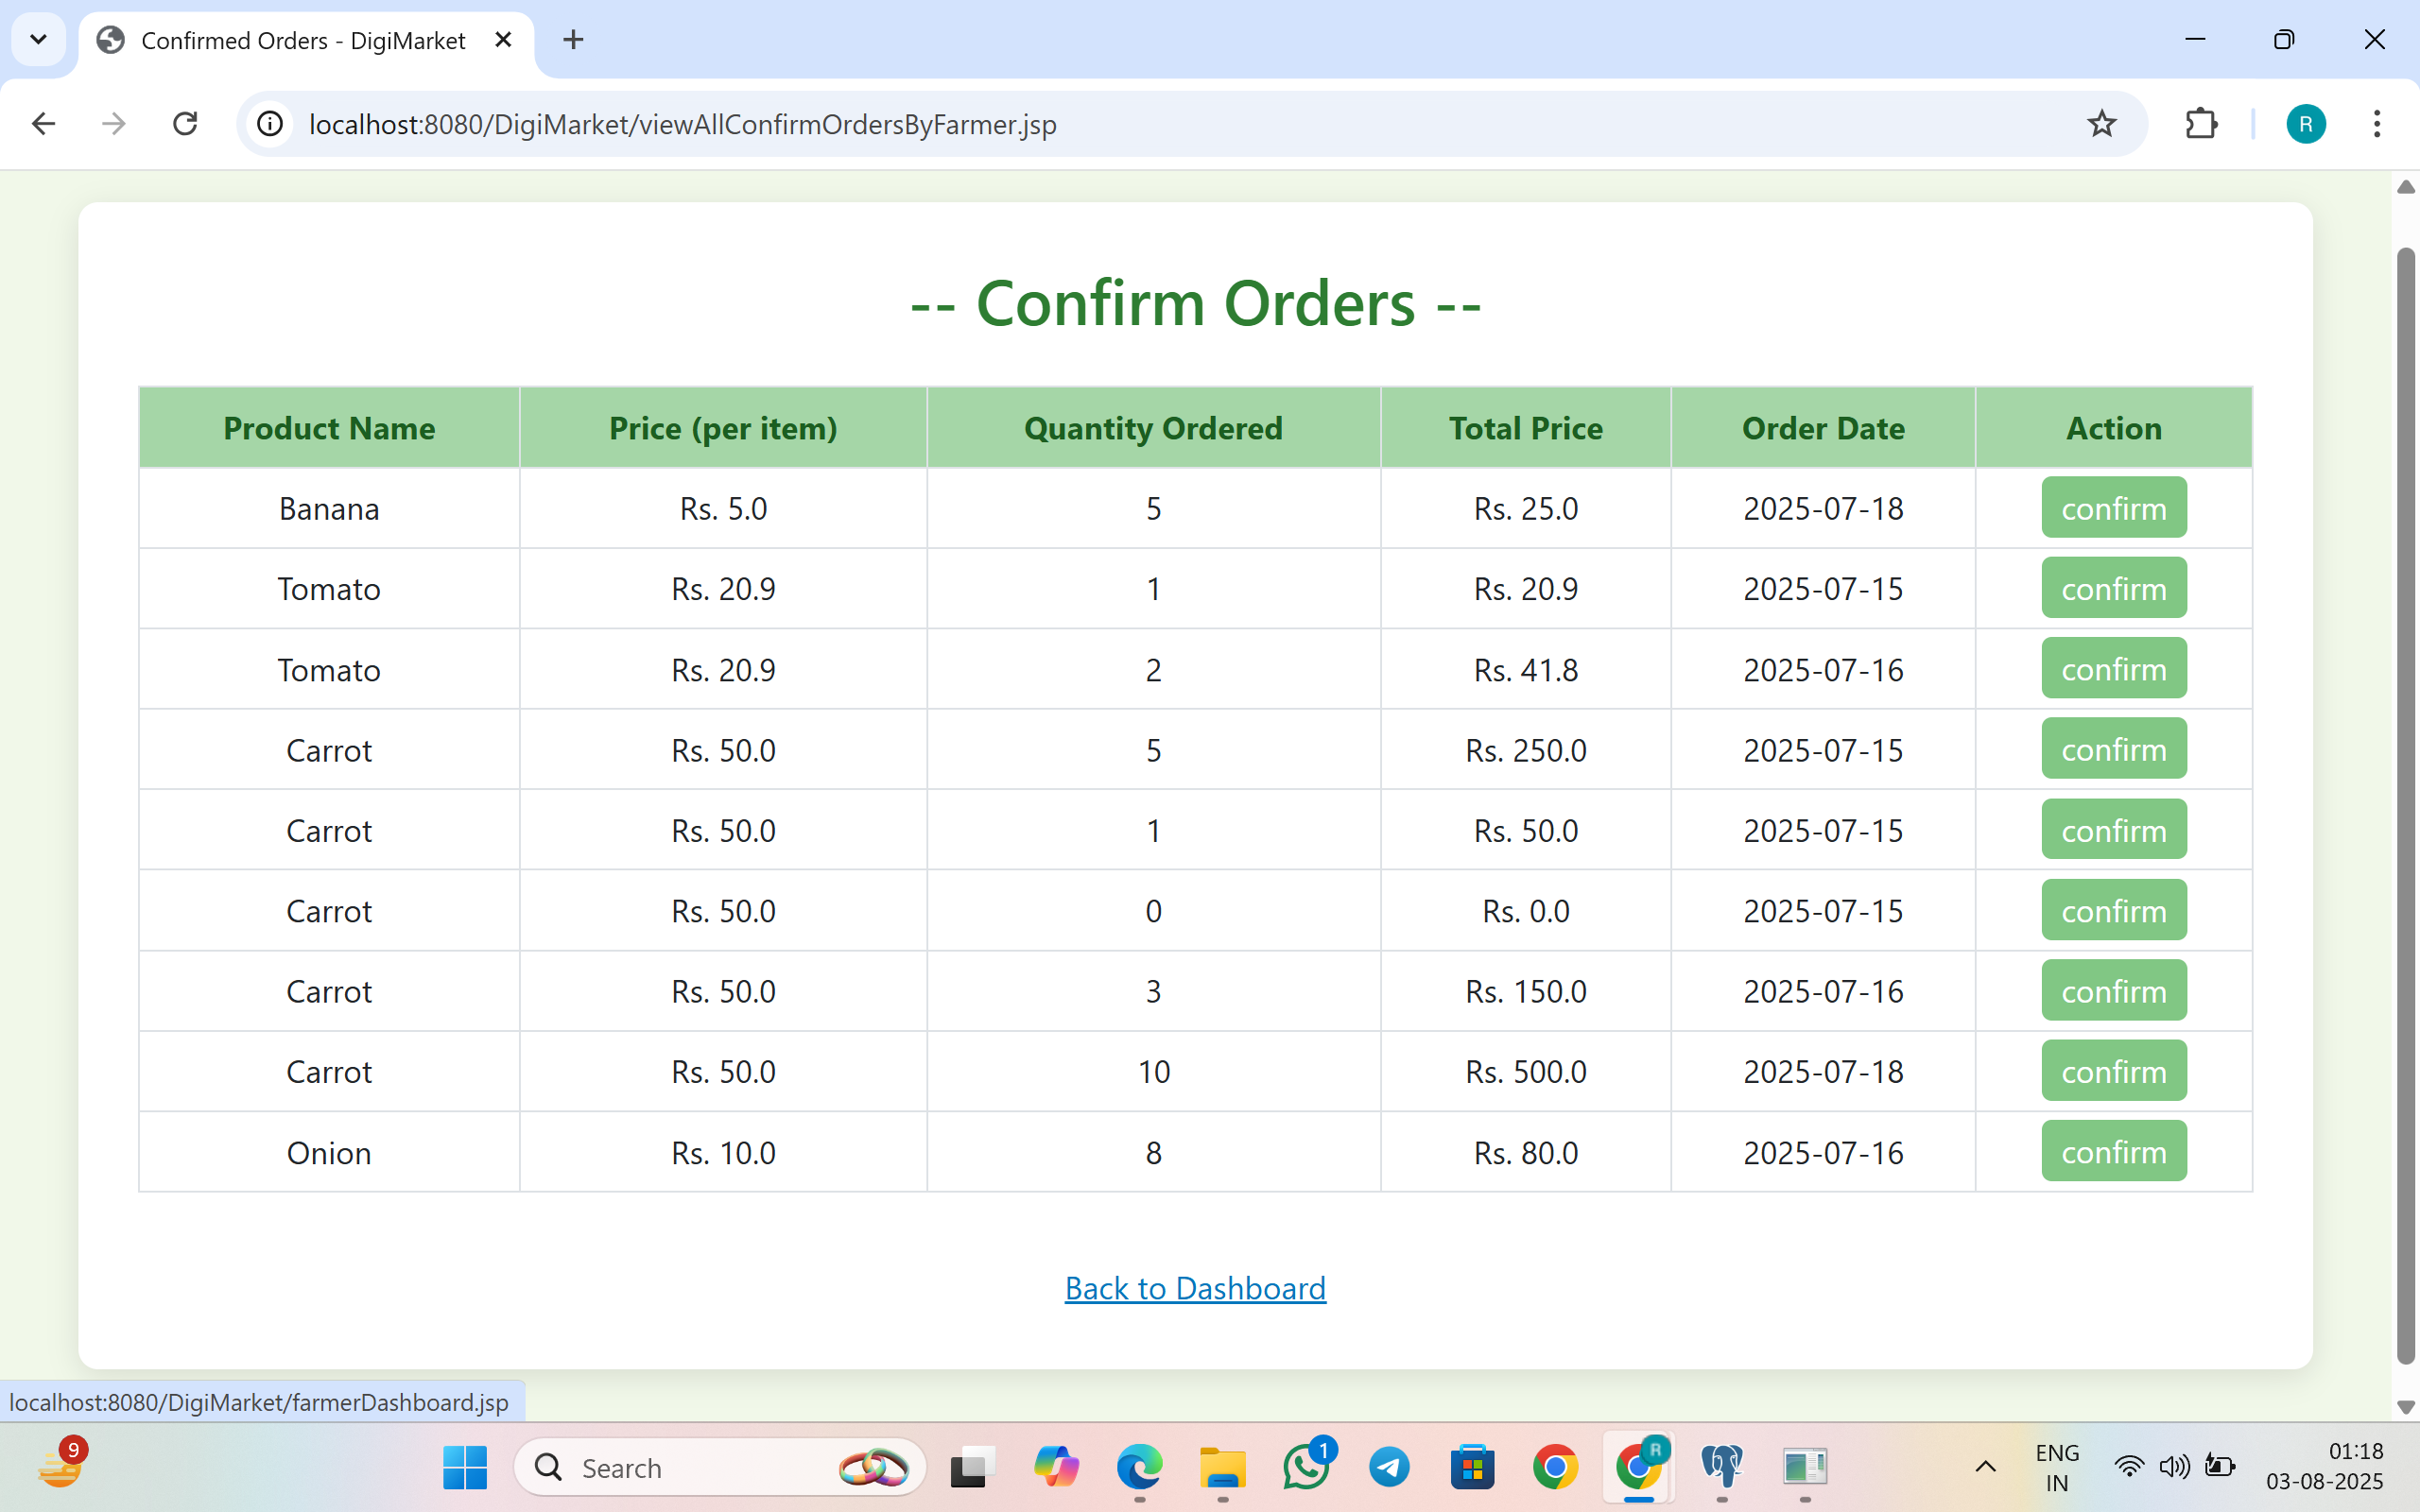 Confirmed Orders - DigiMarket
localhost:8080/DigiMarket/viewAllConfirmOrdersByFarmer.jsp
R
-- Confirm Orders --
Product Name Price (per item) Quantity Ordered Total Price Order Date Action
Banana Rs. 5.0 5 Rs. 25.0 2025-07-18 confirm
Tomato Rs. 20.9 1 Rs. 20.9 2025-07-15 confirm
Tomato Rs. 20.9 2 Rs. 41.8 2025-07-16 confirm
Carrot Rs. 50.0 5 Rs. 250.0 2025-07-15 confirm
Carrot Rs. 50.0 1 Rs. 50.0 2025-07-15 confirm
Carrot Rs. 50.0 0 Rs. 0.0 2025-07-15 confirm
Carrot Rs. 50.0 3 Rs. 150.0 2025-07-16 confirm
Carrot Rs. 50.0 10 Rs. 500.0 2025-07-18 confirm
Onion Rs. 10.0 8 Rs. 80.0 2025-07-16 confirm
Back to Dashboard
localhost:8080/DigiMarket/farmerDashboard.jsp
9
Search
1
R
ENG
IN
01:18
03-08-2025